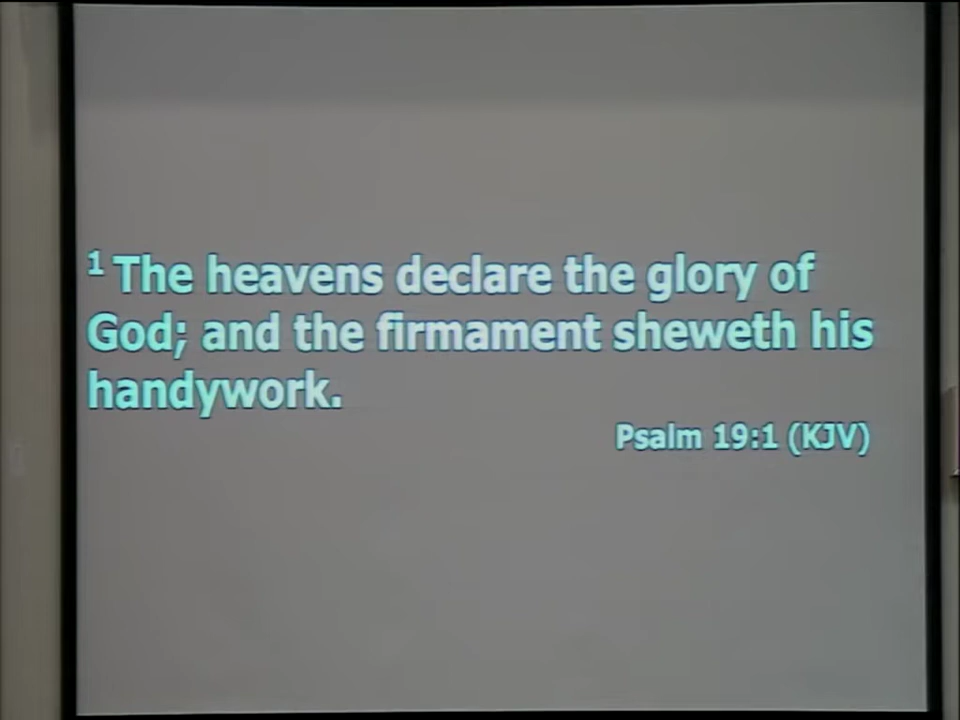 1 The heavens declare the glory of
God; and the firmament sheweth his
handywork.
Psalm 19:1 (KJV)